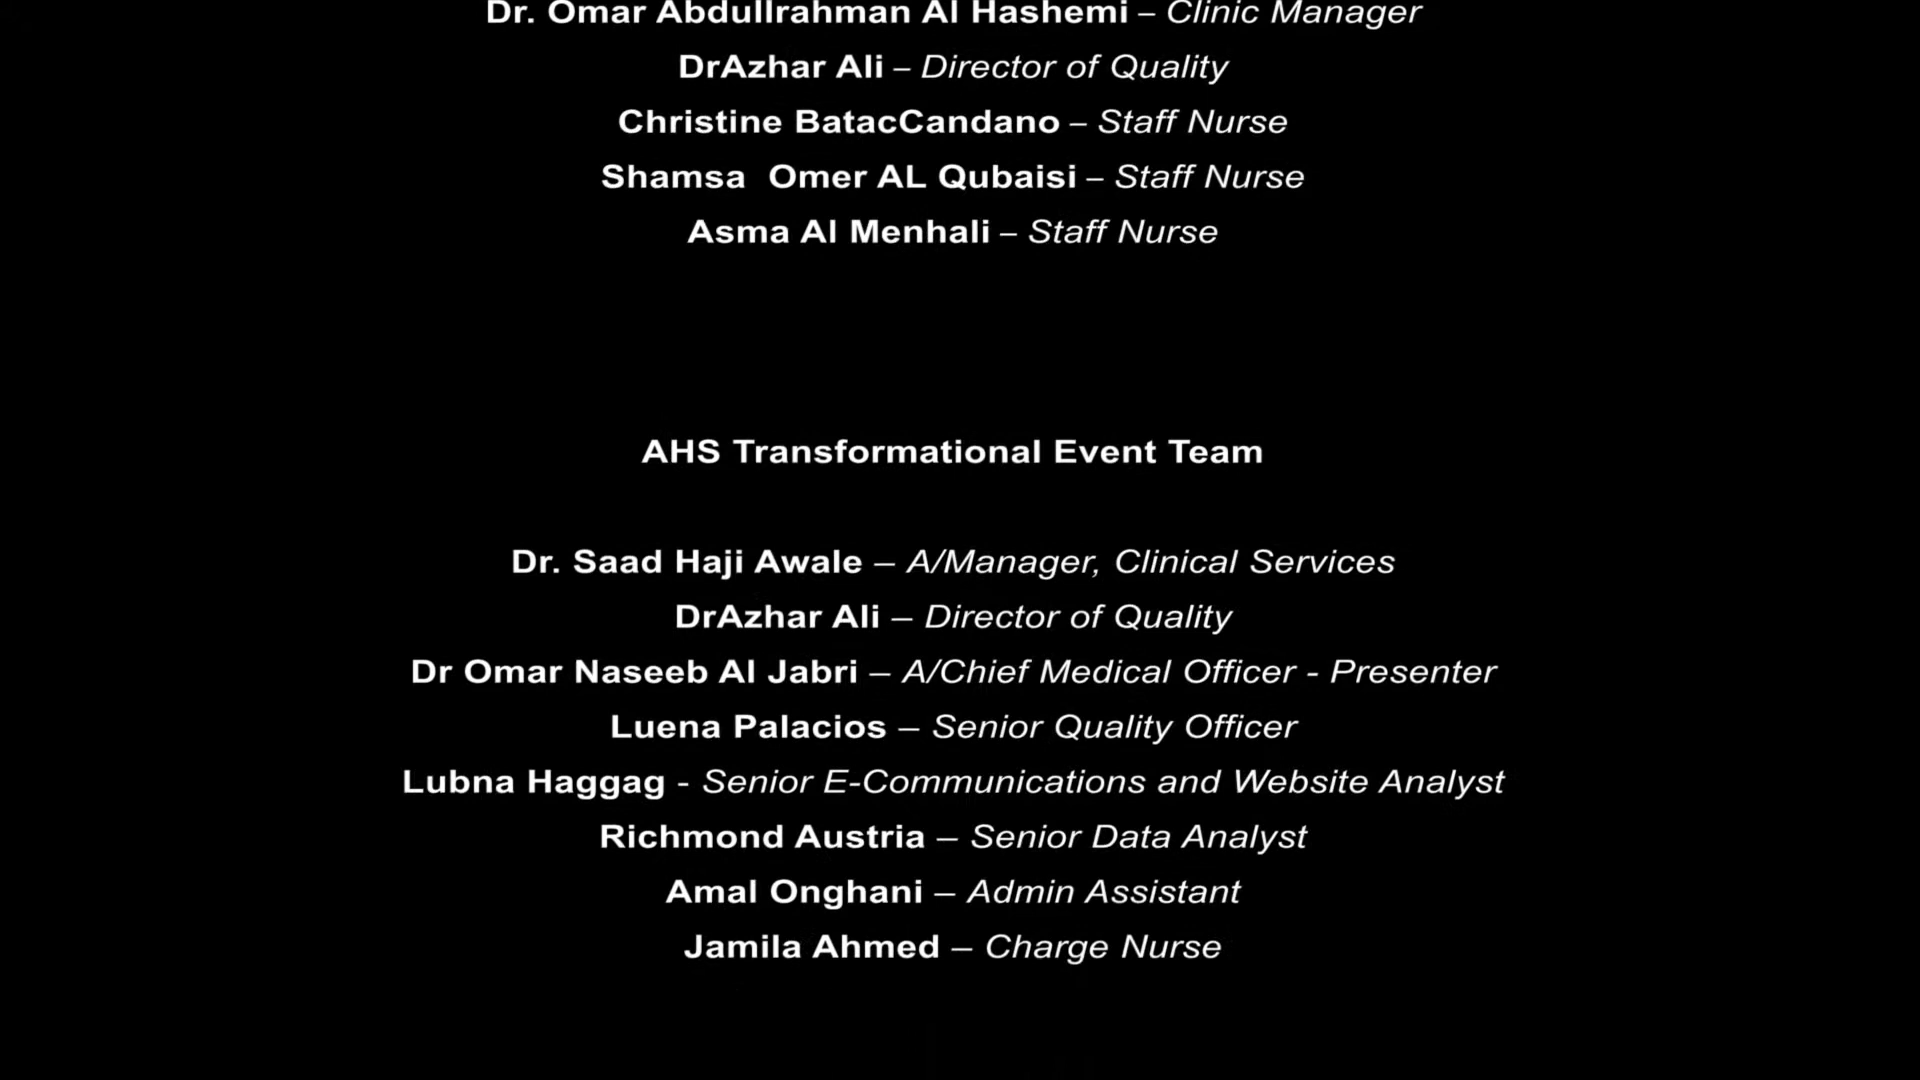 Dr. Omar Abdullrahman Al Hashemi – Clinic Manager
DrAzhar Ali – Director of Quality
Christine BatacCandano – Staff Nurse
Shamsa  Omer AL Qubaisi – Staff Nurse
Asma Al Menhali – Staff Nurse
AHS Transformational Event Team
Dr. Saad Haji Awale – A/Manager, Clinical Services
DrAzhar Ali – Director of Quality
Dr Omar Naseeb Al Jabri – A/Chief Medical Officer - Presenter
Luena Palacios – Senior Quality Officer
Lubna Haggag - Senior E-Communications and Website Analyst
Richmond Austria – Senior Data Analyst
Amal Onghani – Admin Assistant
Jamila Ahmed – Charge Nurse